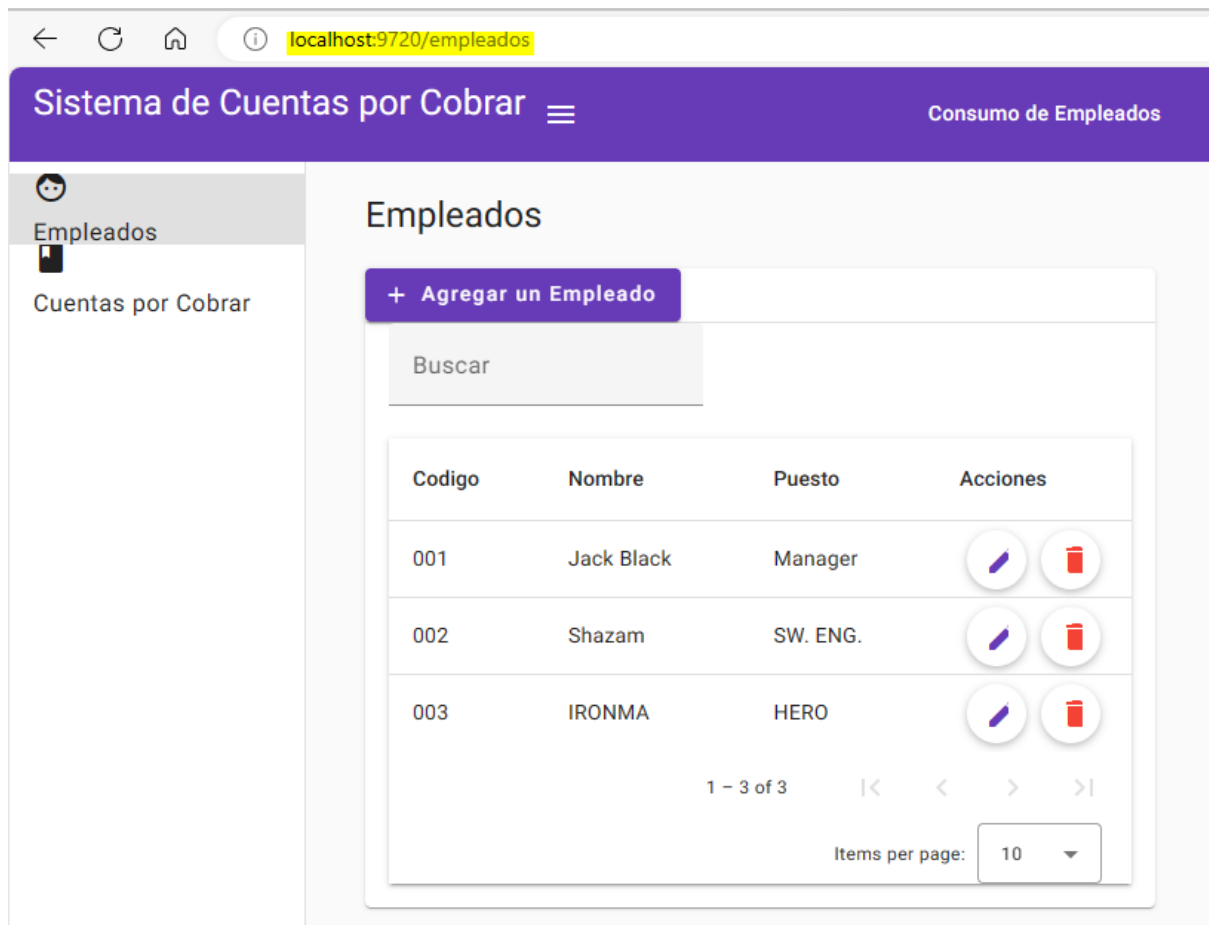 localhost:9720/empleados
Sistema de Cuentas por Cobrar
Consumo de Empleados
Empleados
Cuentas por Cobrar
Empleados
+ Agregar un Empleado
Buscar
Codigo Nombre Puesto Acciones
001 Jack Black Manager
002 Shazam SW. ENG.
003 IRONMA HERO
1 – 3 of 3
Items per page: 10